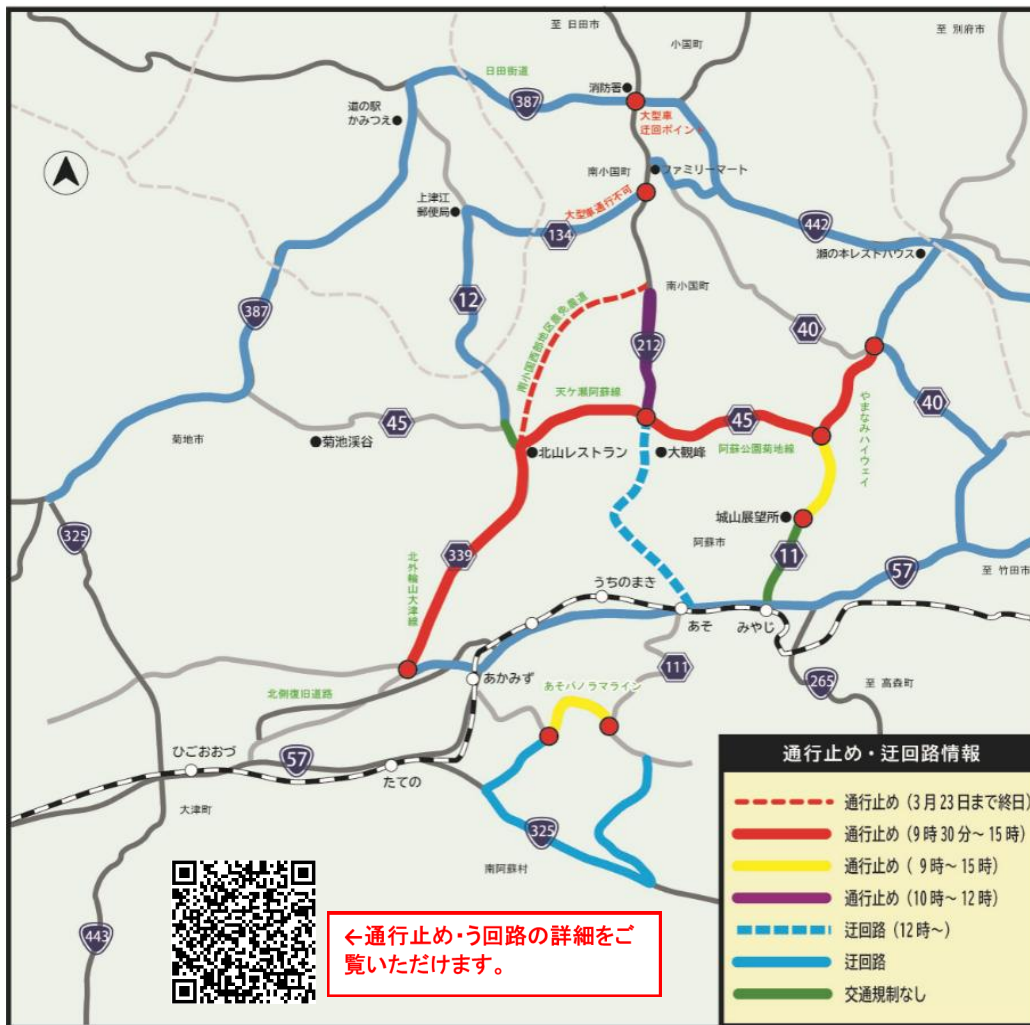 至 日田市
小国町
至 別府市
日田街道
消防署
387
道の駅
かみつえ
大型車
迂回ポイント
南小国町
ファミリーマート
上津江
郵便局
大型車通行不可
134
442
瀬の本レストハウス
12
南小国町
387
南小国西部地区農免農道
212
40
天ケ瀬阿蘇線
やまなみハイウェイ
40
45
45
菊地市
菊池渓谷
北山レストラン
大観峰
阿蘇公園菊地線
325
城山展望所
阿蘇市
339
11
57
至 竹田市
北外輪山大津線
うちのまき
あそ
みやじ
あかみず
111
265
至 高森町
北側復旧道路
あそパノラマライン
ひごおおづ
57
たての
大津町
325
南阿蘇村
443
←通行止め・う回路の詳細をご
覧いただけます。
通行止め・迂回路情報
通行止め（3月23日まで終日）
通行止め（9時30分～15時）
通行止め（ 9時～15時）
通行止め（10時～12時）
迂回路（12時～）
迂回路
交通規制なし